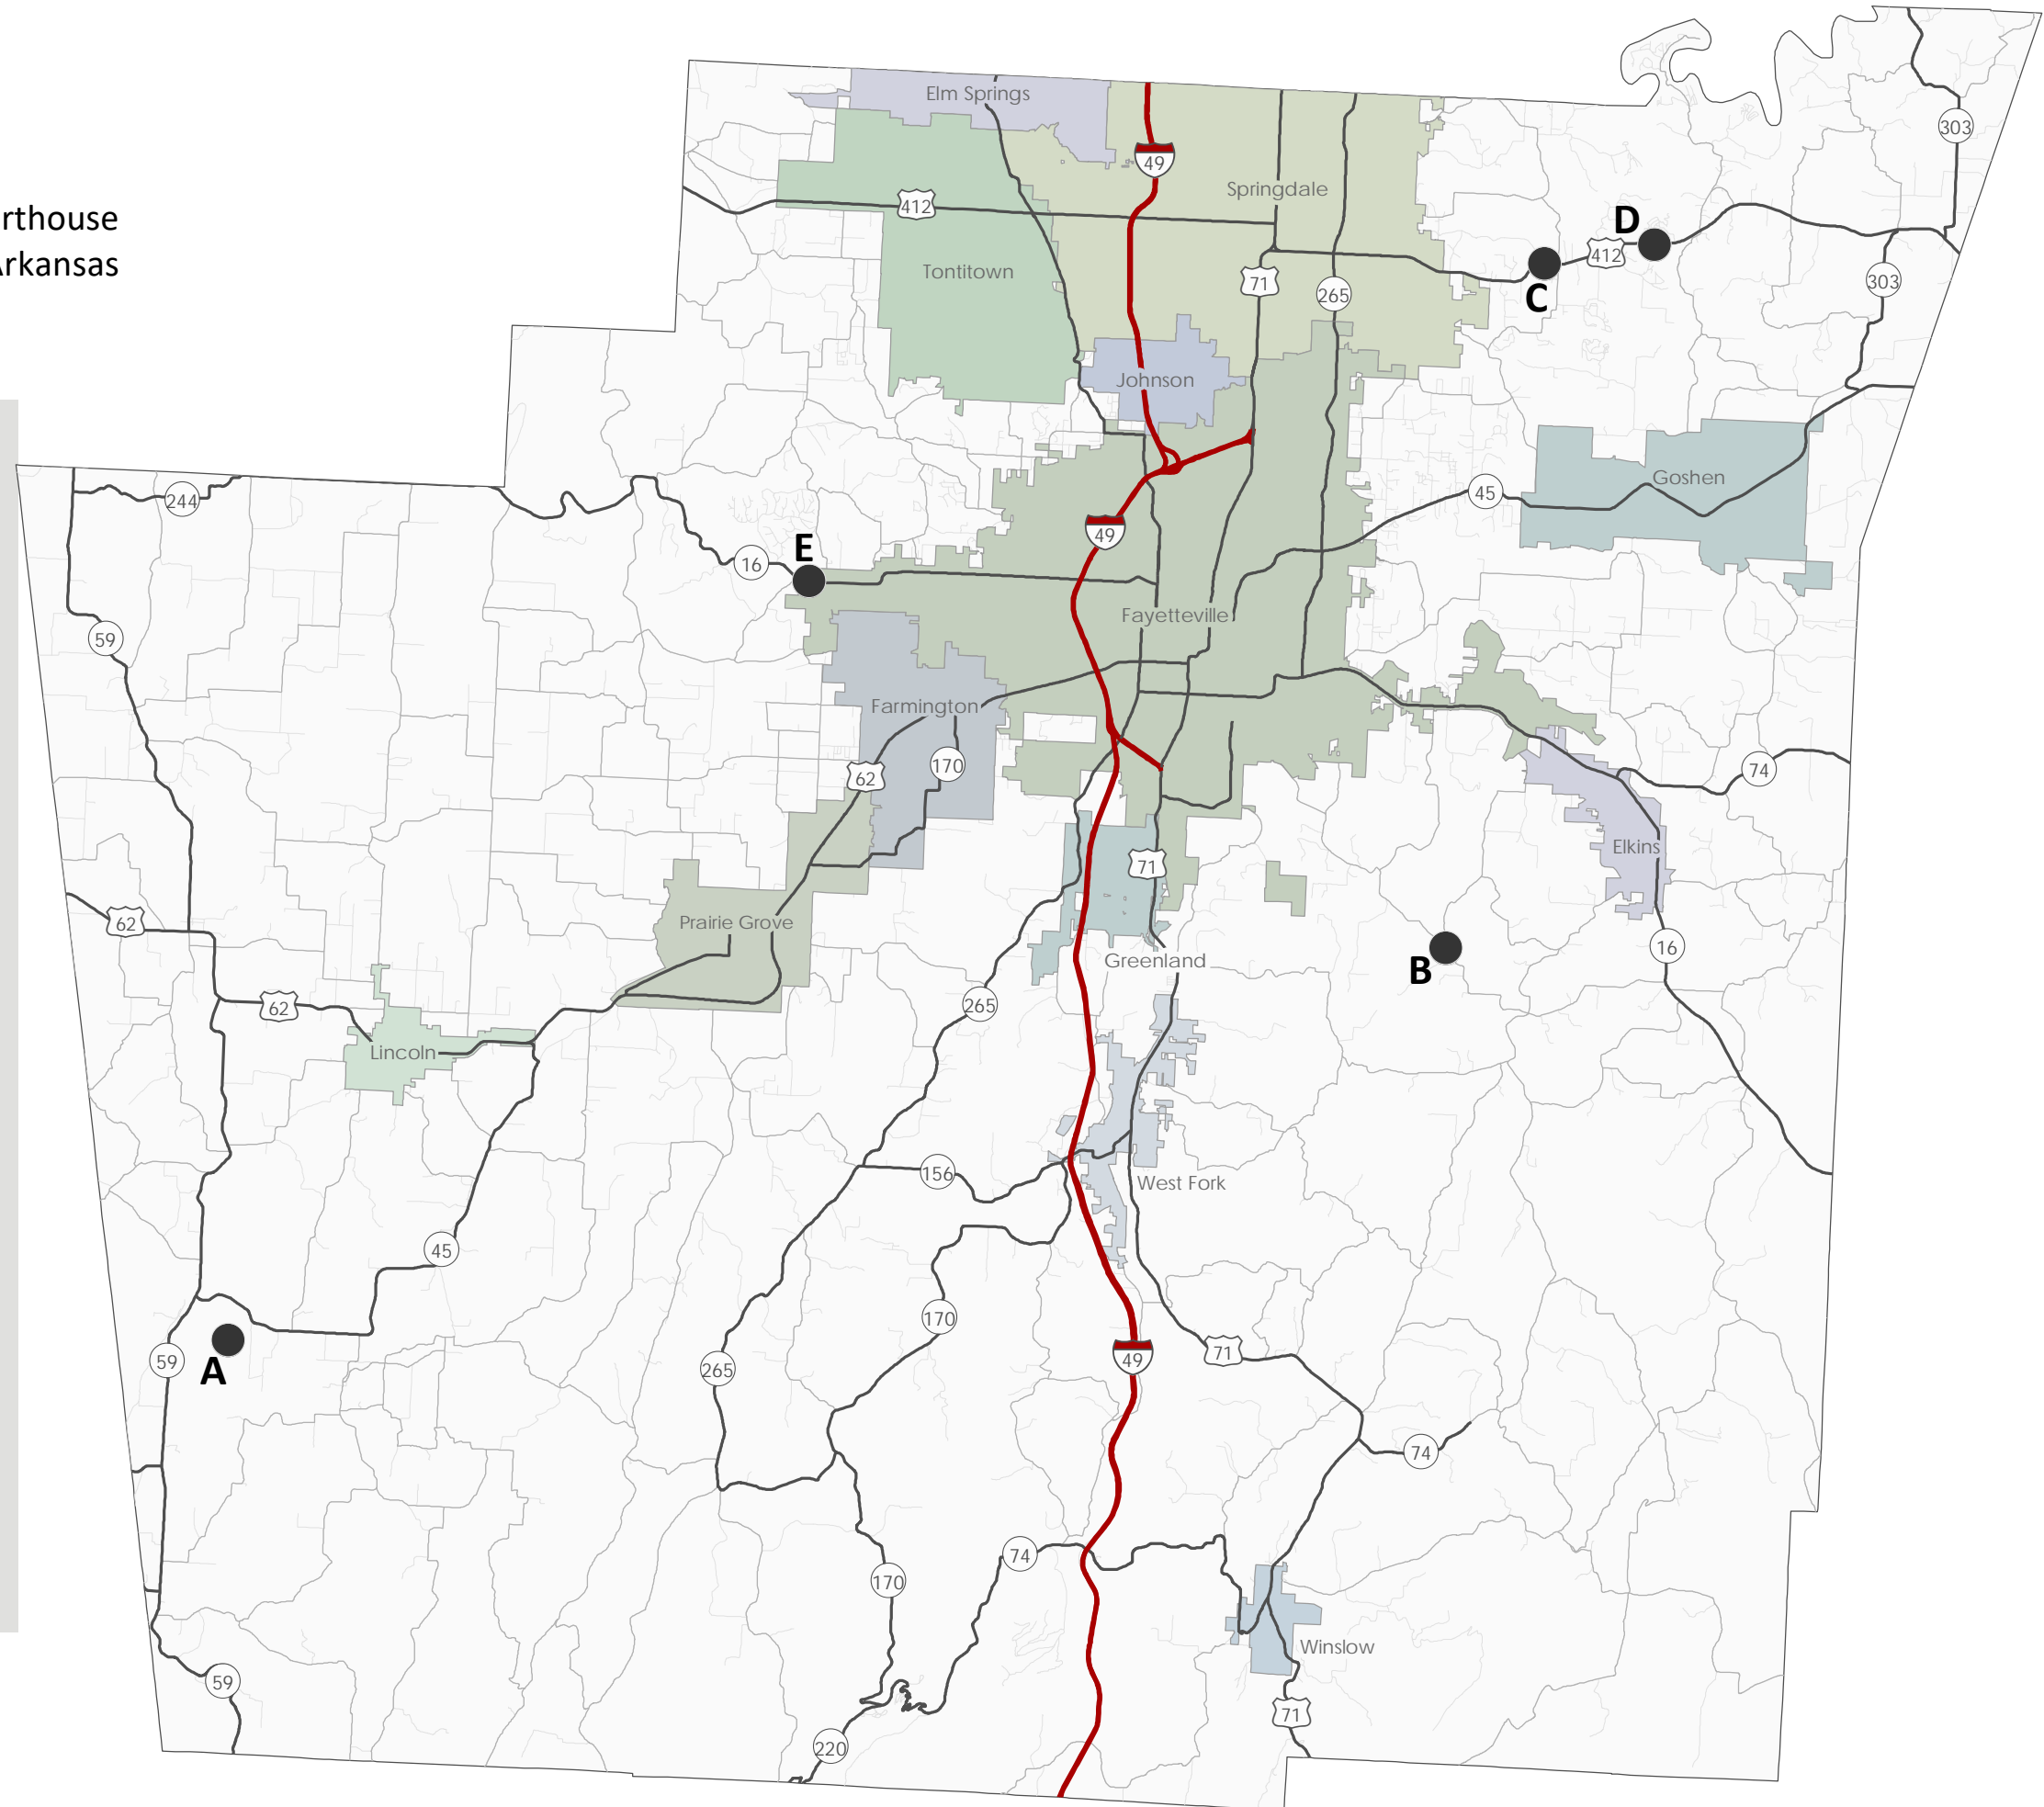 rthouse
Arkansas
Elm Springs
303
49
Springdale
412
D
412
Tontitown
71
265
C
303
Johnson
Goshen
45
244
49
E
16
Fayetteville
59
Farmington
62
170
74
Elkins
71
Prairie Grove
62
16
B
Greenland
62
265
Lincoln
156
West Fork
45
170
59
A
265
49
71
74
74
170
Winslow
59
71
220